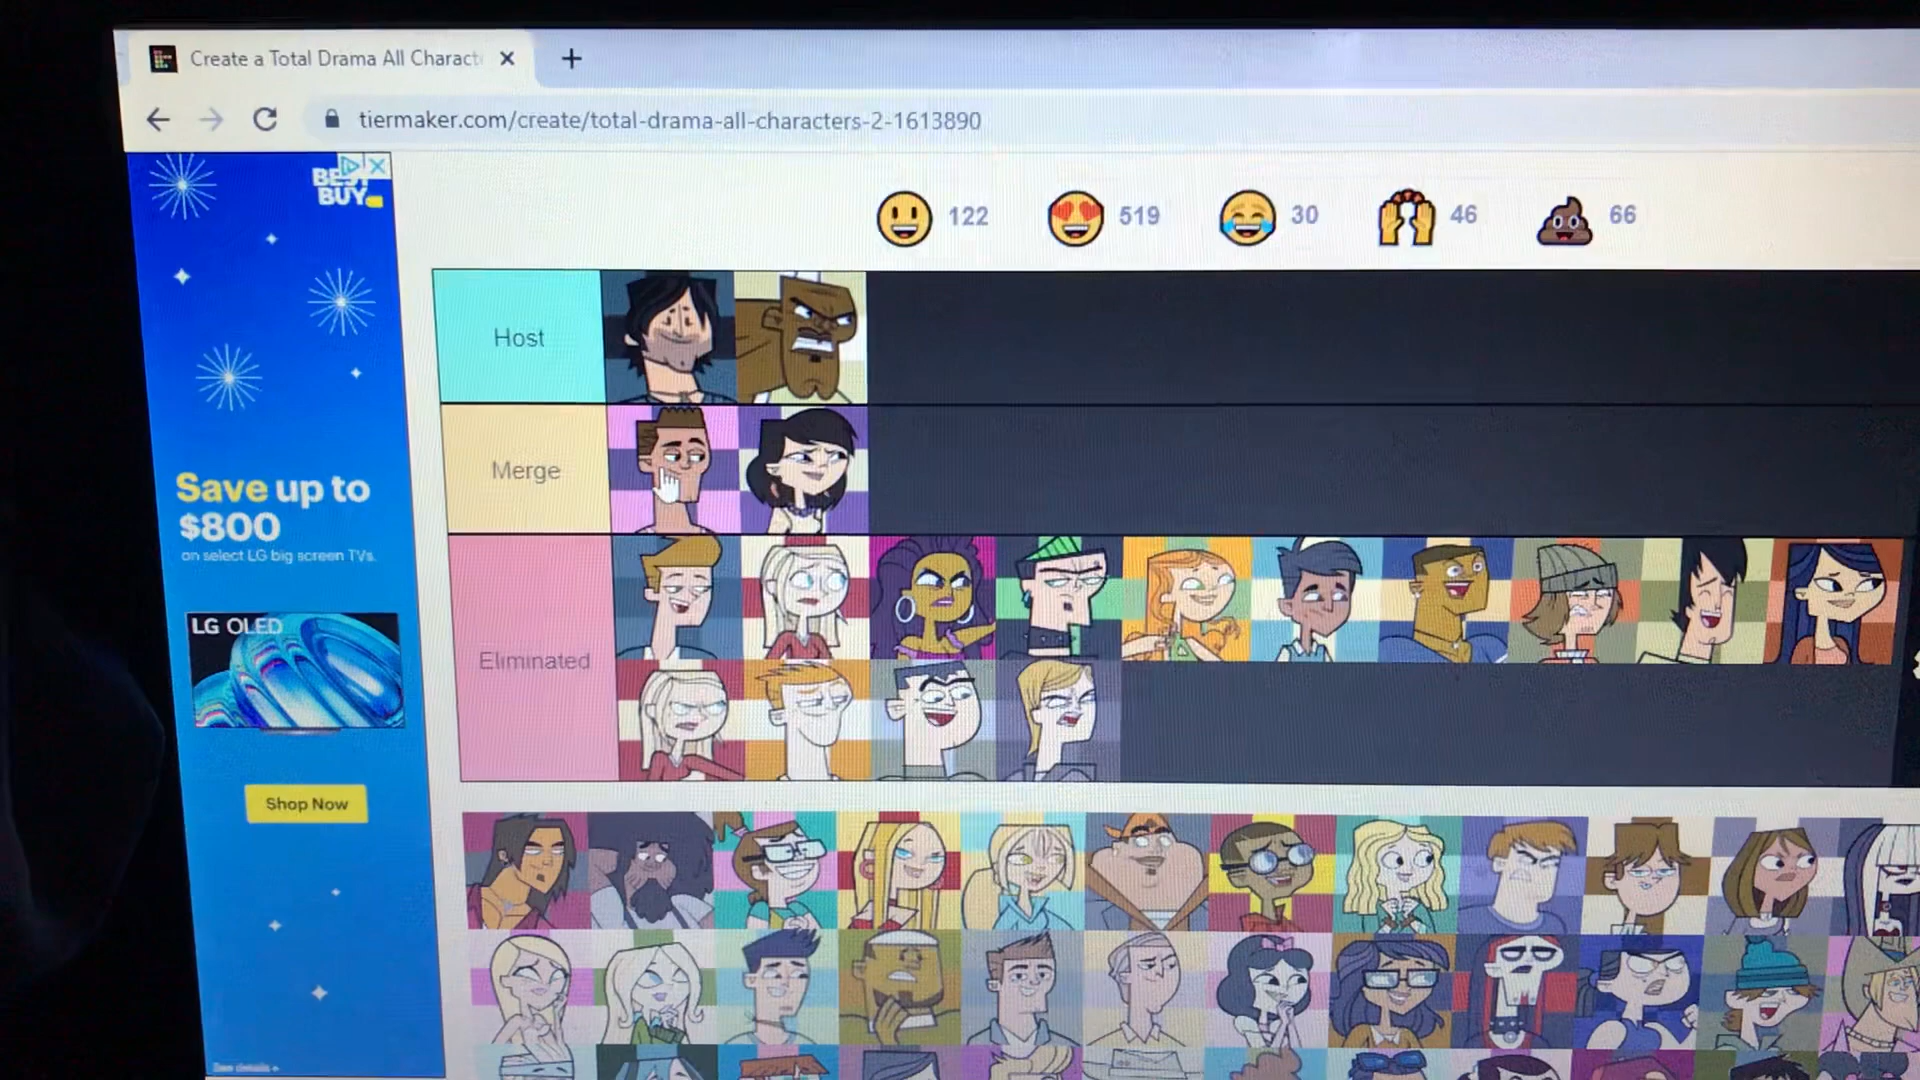 Create a Total Drama All Charact
tiermaker.com/create/total-drama-all-characters-2-1613890
BEST
BUY
122
519
30
46
66
Host
Merge
Eliminated
Save up to
$800
on select LG big screen TVs.
LG OLED
Shop Now
See details